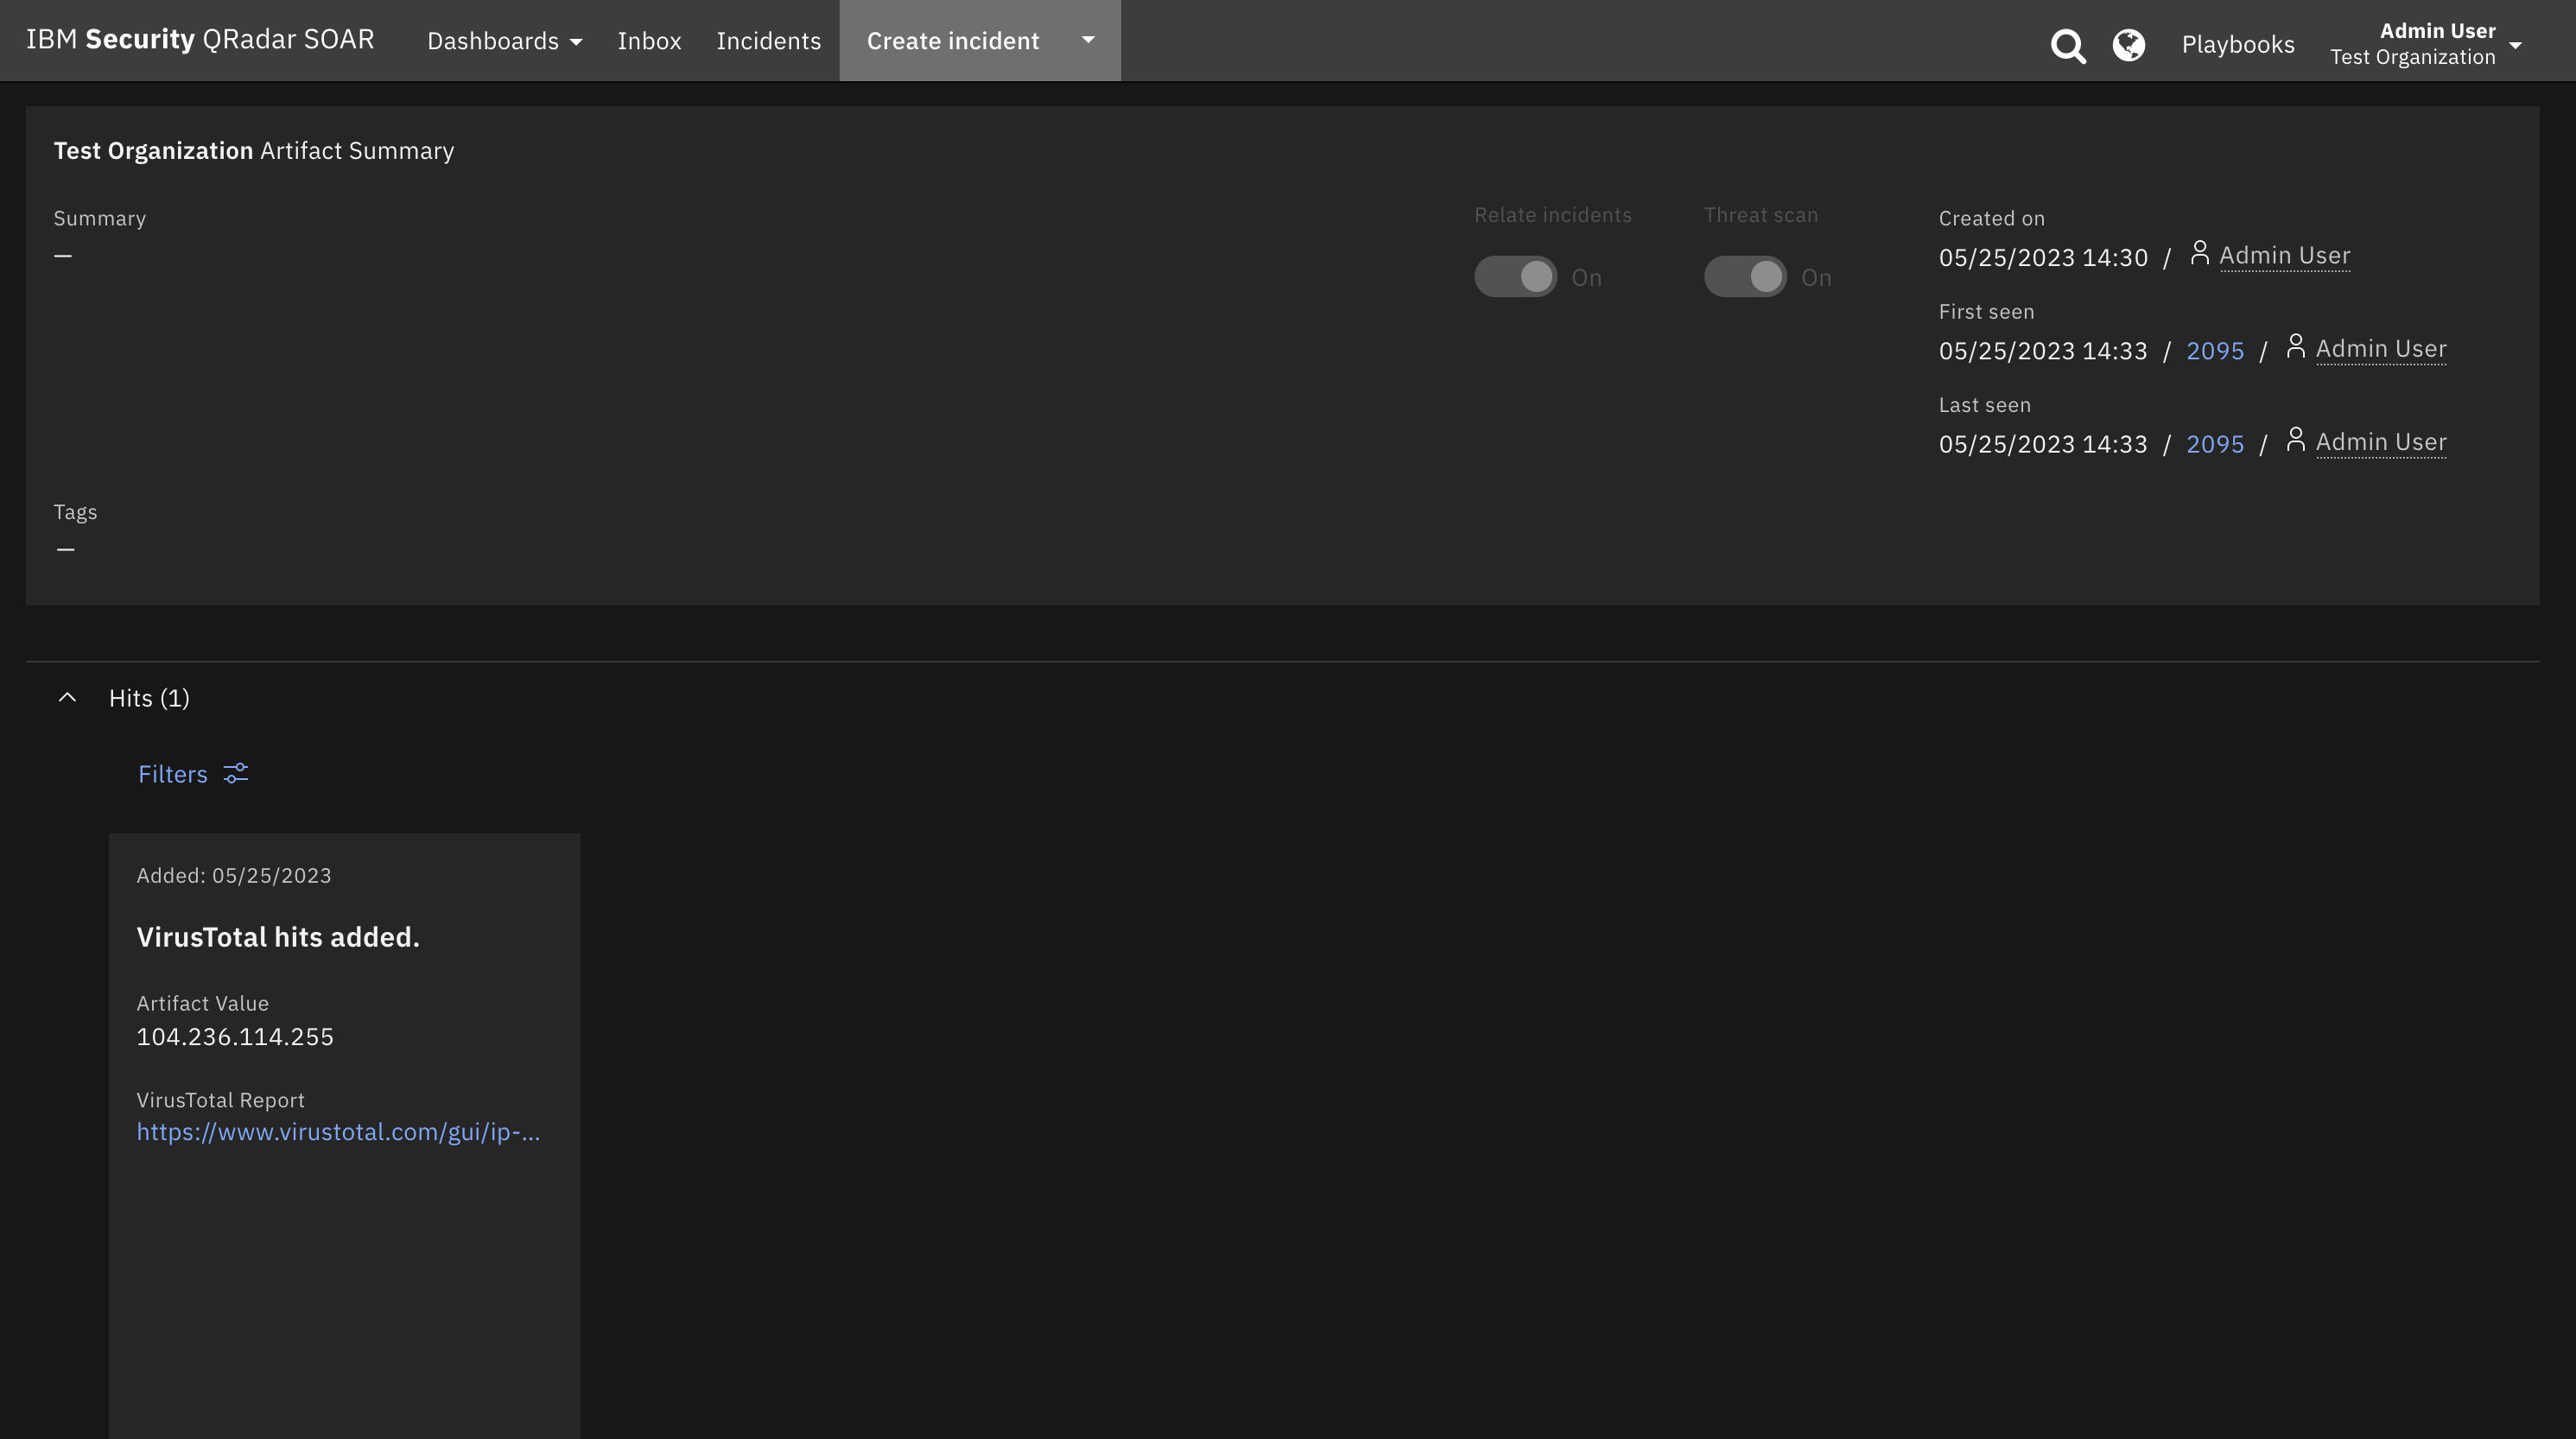 IBM Security QRadar SOAR
Dashboards
Inbox
Incidents
Create incident
Playbooks
Admin User
Test Organization
Test Organization Artifact Summary
Summary
—
Relate incidents
On
Threat scan
On
Created on
05/25/2023 14:30 / Admin User
First seen
05/25/2023 14:33 / 2095 / Admin User
Last seen
05/25/2023 14:33 / 2095 / Admin User
Tags
—
Hits (1)
Filters
Added: 05/25/2023
VirusTotal hits added.
Artifact Value
104.236.114.255
VirusTotal Report
https://www.virustotal.com/gui/ip-...